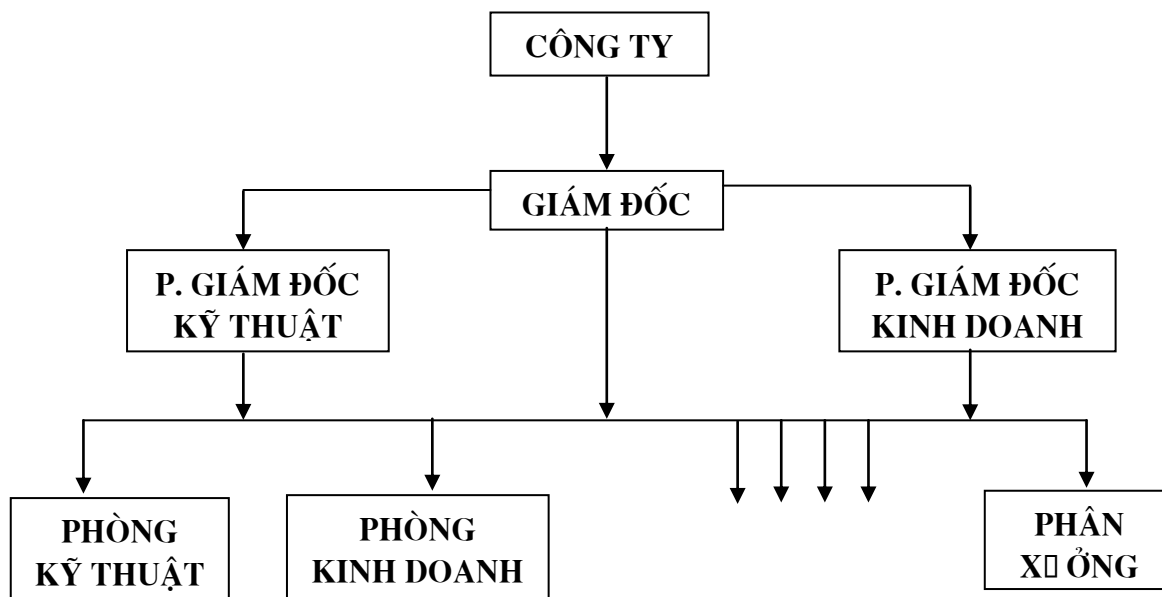 CÔNG TY
GIÁM ĐỐC
P. GIÁM ĐỐC
KỸ THUẬT
P. GIÁM ĐỐC
KINH DOANH
PHÒNG
KỸ THUẬT
PHÒNG
KINH DOANH
PHÂN
X▯ ỞNG